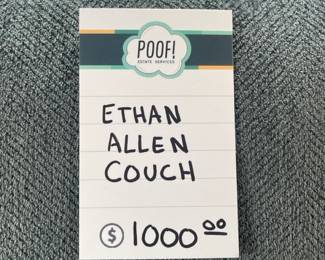 POOF!
ESTATE SERVICES
ETHAN
ALLEN
COUCH
$ 1000 00